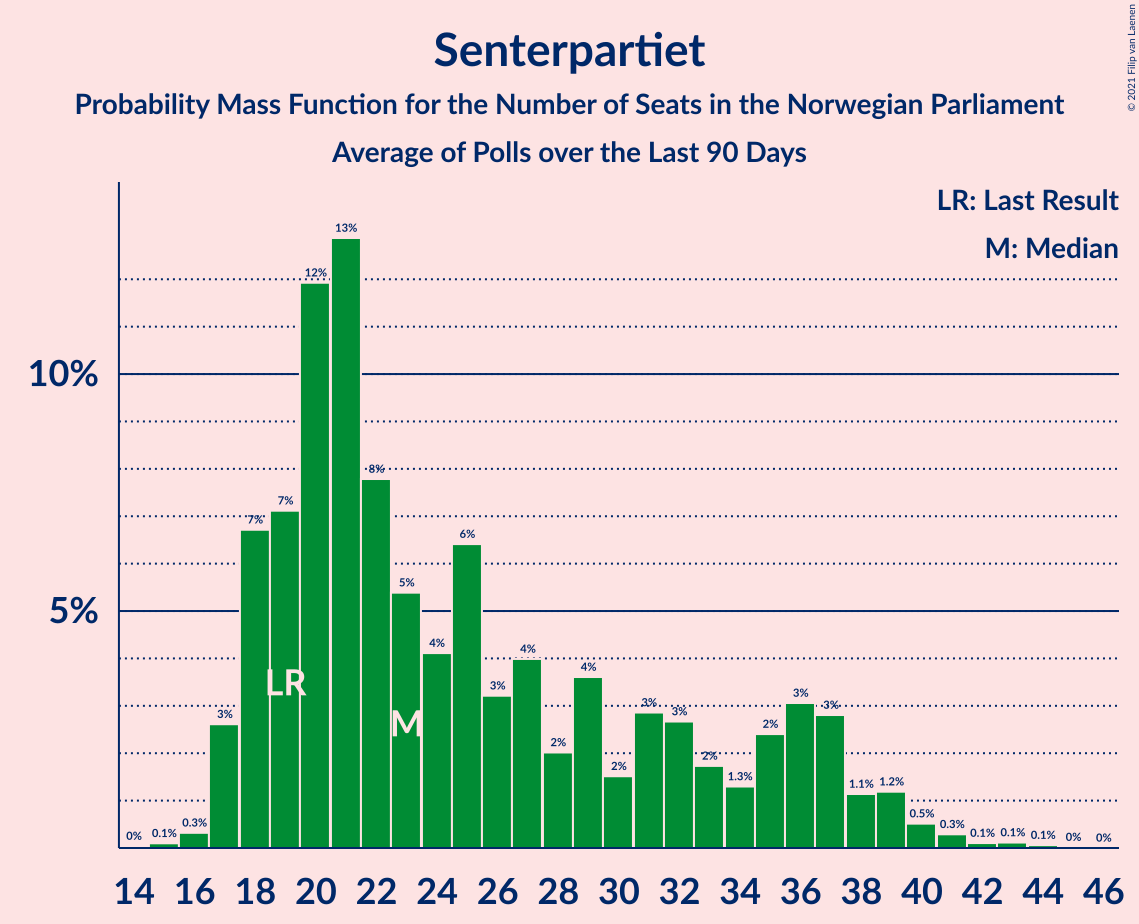 Senterpartiet
Probability Mass Function for the Number of Seats in the Norwegian Parliament
Average of Polls over the Last 90 Days
© 2021 Filip van Laenen
LR: Last Result
M: Median
10%
5%
0% 0.1% 0.3% 3% 7% 7% 12% 13% 8% 5% 4% 6% 3% 4% 2% 4% 2% 3% 3% 2% 1.3% 2% 3% 3% 1.1% 1.2% 0.5% 0.3% 0.1% 0.1% 0.1% 0% 0%
LR
M
14 16 18 20 22 24 26 28 30 32 34 36 38 40 42 44 46